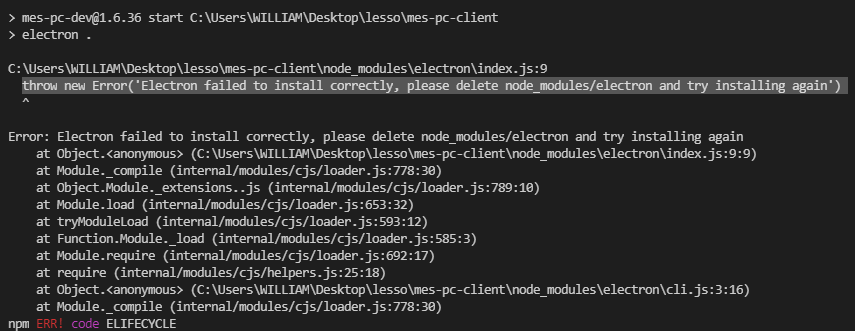 > mes-pc-dev@1.6.36 start C:\Users\WILLIAM\Desktop\lesso\mes-pc-client
> electron .
C:\Users\WILLIAM\Desktop\lesso\mes-pc-client\node_modules\electron\index.js:9
throw new Error('Electron failed to install correctly, please delete node_modules/electron and try installing again')
^
Error: Electron failed to install correctly, please delete node_modules/electron and try installing again
at Object.<anonymous> (C:\Users\WILLIAM\Desktop\lesso\mes-pc-client\node_modules\electron\index.js:9:9)
at Module._compile (internal/modules/cjs/loader.js:778:30)
at Object.Module._extensions..js (internal/modules/cjs/loader.js:789:10)
at Module.load (internal/modules/cjs/loader.js:653:32)
at tryModuleLoad (internal/modules/cjs/loader.js:593:12)
at Function.Module._load (internal/modules/cjs/loader.js:585:3)
at Module.require (internal/modules/cjs/loader.js:692:17)
at require (internal/modules/cjs/helpers.js:25:18)
at Object.<anonymous> (C:\Users\WILLIAM\Desktop\lesso\mes-pc-client\node_modules\electron\cli.js:3:16)
at Module._compile (internal/modules/cjs/loader.js:778:30)
npm ERR! code ELIFECYCLE